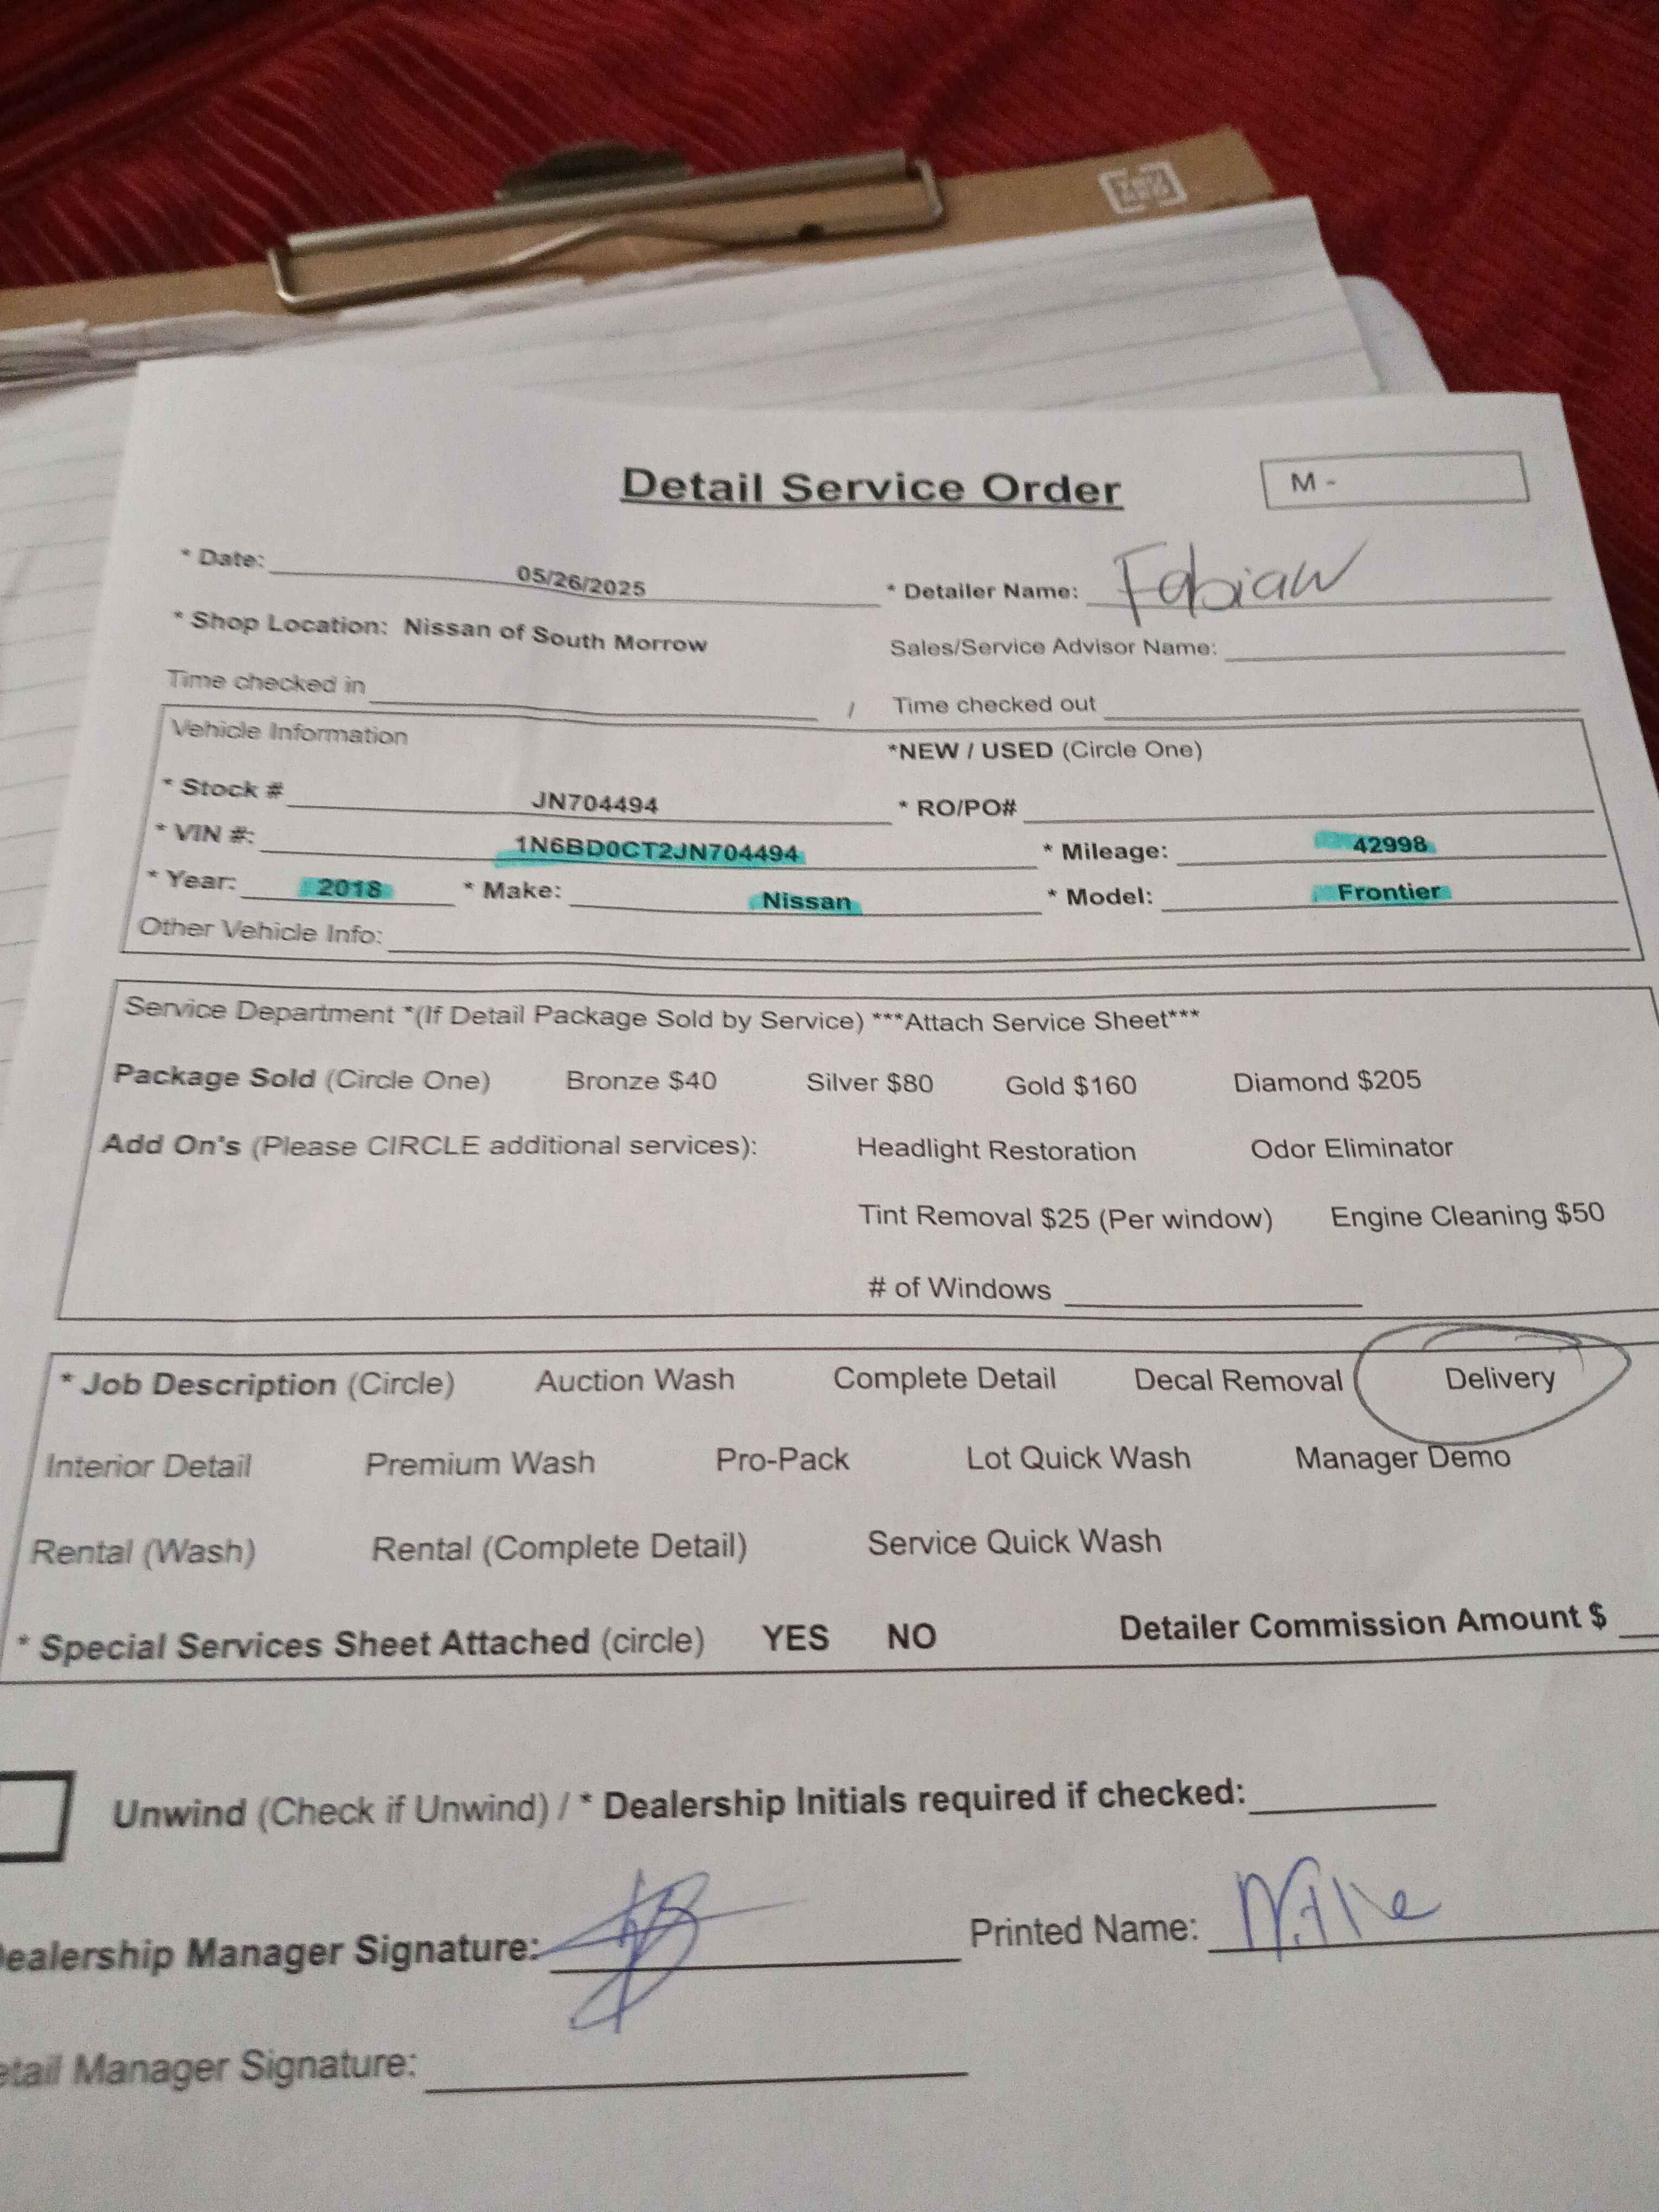 Detail Service Order
M -
* Date: 05/26/2025 * Detailer Name: Fabian
* Shop Location: Nissan of South Morrow Sales/Service Advisor Name:
Time checked in / Time checked out
Vehicle Information *NEW / USED (Circle One)
* Stock # JN704494 * RO/PO#
* VIN #: 1N6BD0CT2JN704494 * Mileage: 42998
* Year: 2018 * Make: Nissan * Model: Frontier
Other Vehicle Info:
Service Department *(If Detail Package Sold by Service) ***Attach Service Sheet***
Package Sold (Circle One) Bronze $40 Silver $80 Gold $160 Diamond $205
Add On's (Please CIRCLE additional services): Headlight Restoration Odor Eliminator
Tint Removal $25 (Per window) Engine Cleaning $50
# of Windows
* Job Description (Circle) Auction Wash Complete Detail Decal Removal Delivery
Interior Detail Premium Wash Pro-Pack Lot Quick Wash Manager Demo
Rental (Wash) Rental (Complete Detail) Service Quick Wash
* Special Services Sheet Attached (circle) YES NO Detailer Commission Amount $
Unwind (Check if Unwind) / * Dealership Initials required if checked:
ealership Manager Signature: Printed Name:
etail Manager Signature: